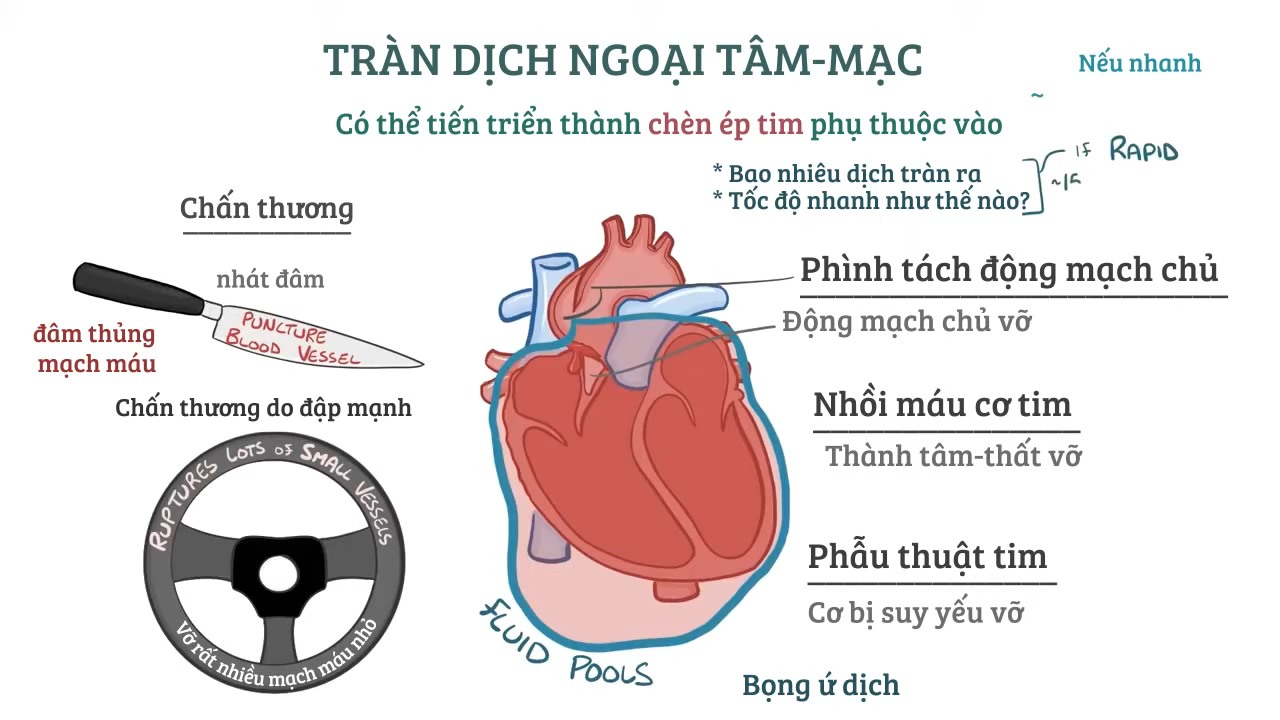 TRÀN DỊCH NGOẠI TÂM-MẠC
Nếu nhanh
~
Có thể tiến triển thành chèn ép tim phụ thuộc vào
* Bao nhiêu dịch tràn ra
* Tốc độ nhanh như thế nào?
IF RAPID
Chấn thương
nhát đâm
PUNCTURE
BLOOD VESSEL
đâm thủng
mạch máu
Chấn thương do đập mạnh
RUPTURES LOTS OF SMALL VESSELS
Vỡ rất nhiều mạch máu nhỏ
Phình tách động mạch chủ
Động mạch chủ vỡ
Nhồi máu cơ tim
Thành tâm-thất vỡ
Phẫu thuật tim
Cơ bị suy yếu vỡ
FLUID POOLS
Bọng ứ dịch